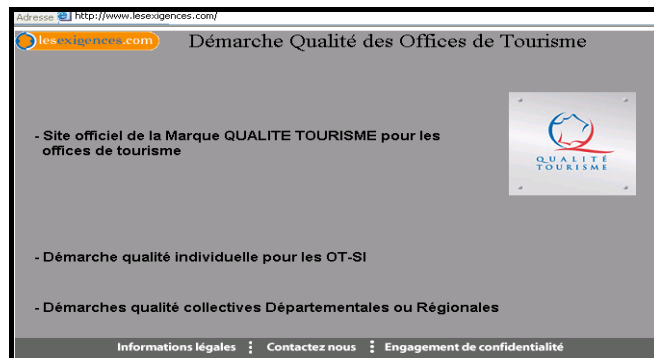 Adresse http://www.lesexigences.com/
lesexigences.com Démarche Qualité des Offices de Tourisme
- Site officiel de la Marque QUALITE TOURISME pour les
offices de tourisme
QUALITÉ
TOURISME
- Démarche qualité individuelle pour les OT-SI
- Démarches qualité collectives Départementales ou Régionales
Informations légales ⋮ Contactez nous ⋮ Engagement de confidentialité